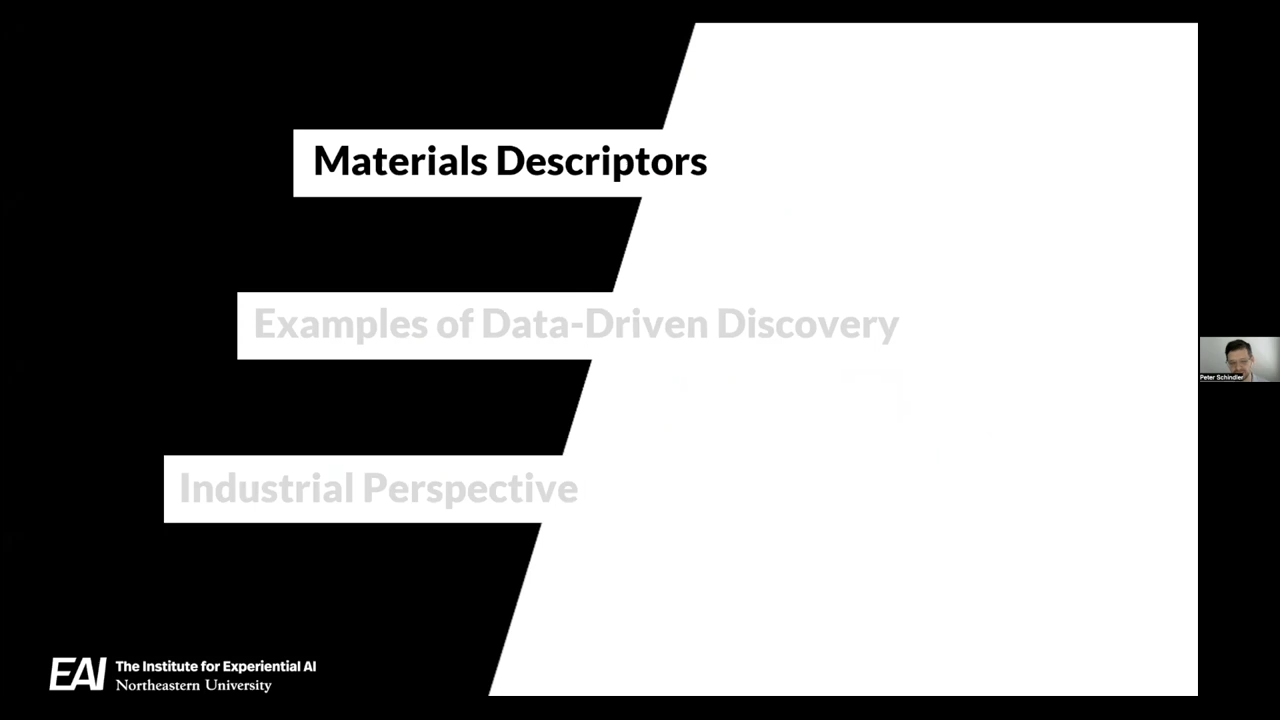 Materials Descriptors
Examples of Data-Driven Discovery
Industrial Perspective
EAI The Institute for Experiential AI
Northeastern University
Peter Schindler